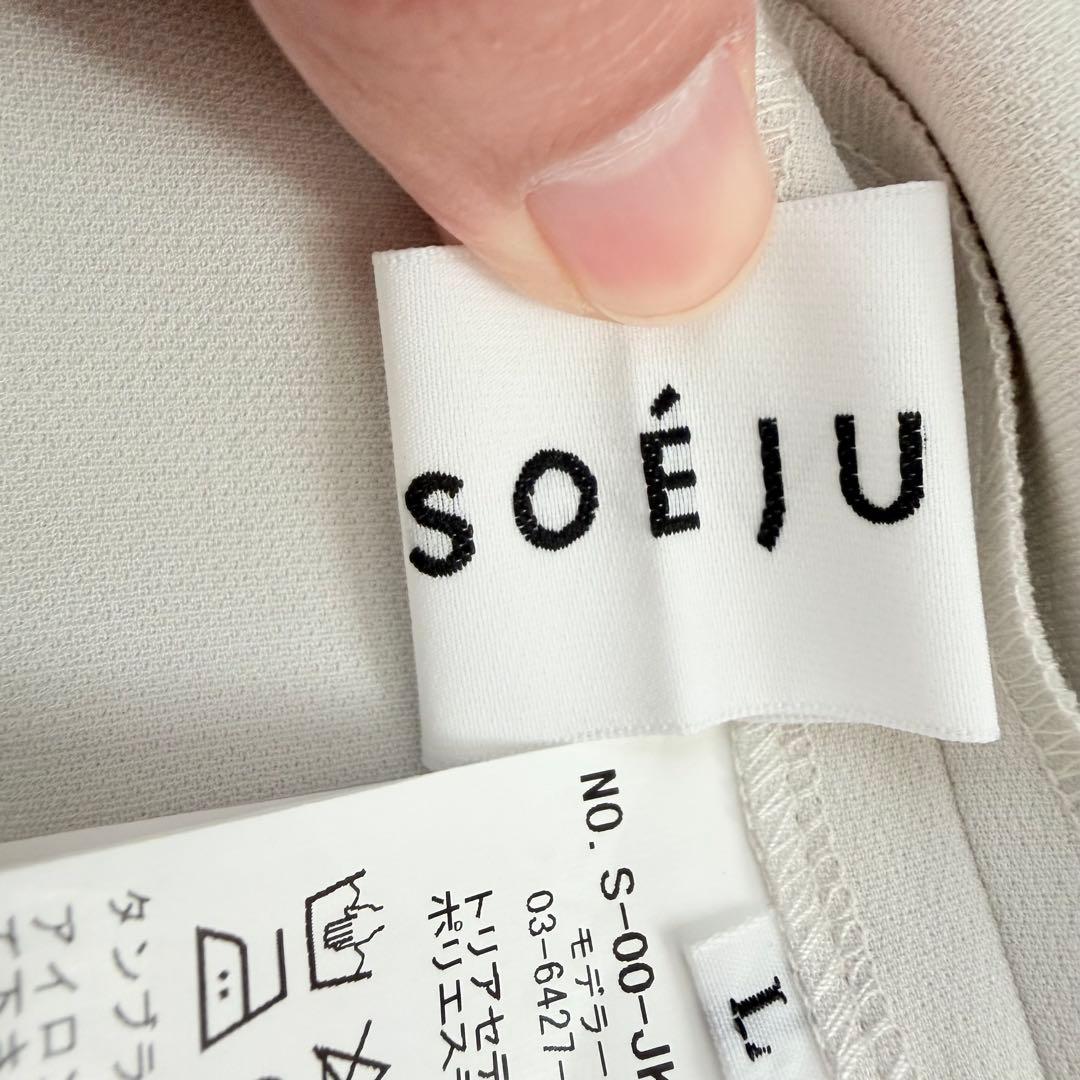 SOÉJU
NO. S-00-JK
モデラー
03-6427-
トリアセテ
ポリエス
タンブラ
アイロン
L